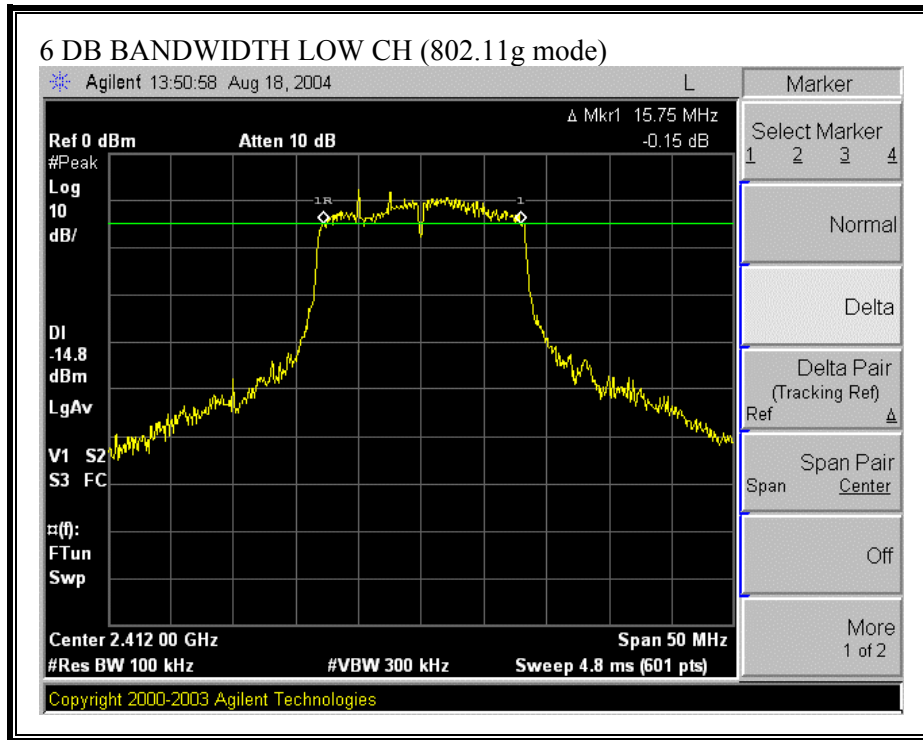 6 DB BANDWIDTH LOW CH (802.11g mode)
Agilent 13:50:58 Aug 18, 2004 L
Δ Mkr1 15.75 MHz
Ref 0 dBm Atten 10 dB -0.15 dB
#Peak
Log
10
dB/
1R 1
DI
-14.8
dBm
LgAv
V1 S2
S3 FC
¤(f):
FTun
Swp
Center 2.412 00 GHz Span 50 MHz
#Res BW 100 kHz #VBW 300 kHz Sweep 4.8 ms (601 pts)
Copyright 2000-2003 Agilent Technologies
Marker
Select Marker
1 2 3 4
Normal
Delta
Delta Pair
(Tracking Ref)
Ref Δ
Span Pair
Span Center
Off
More
1 of 2